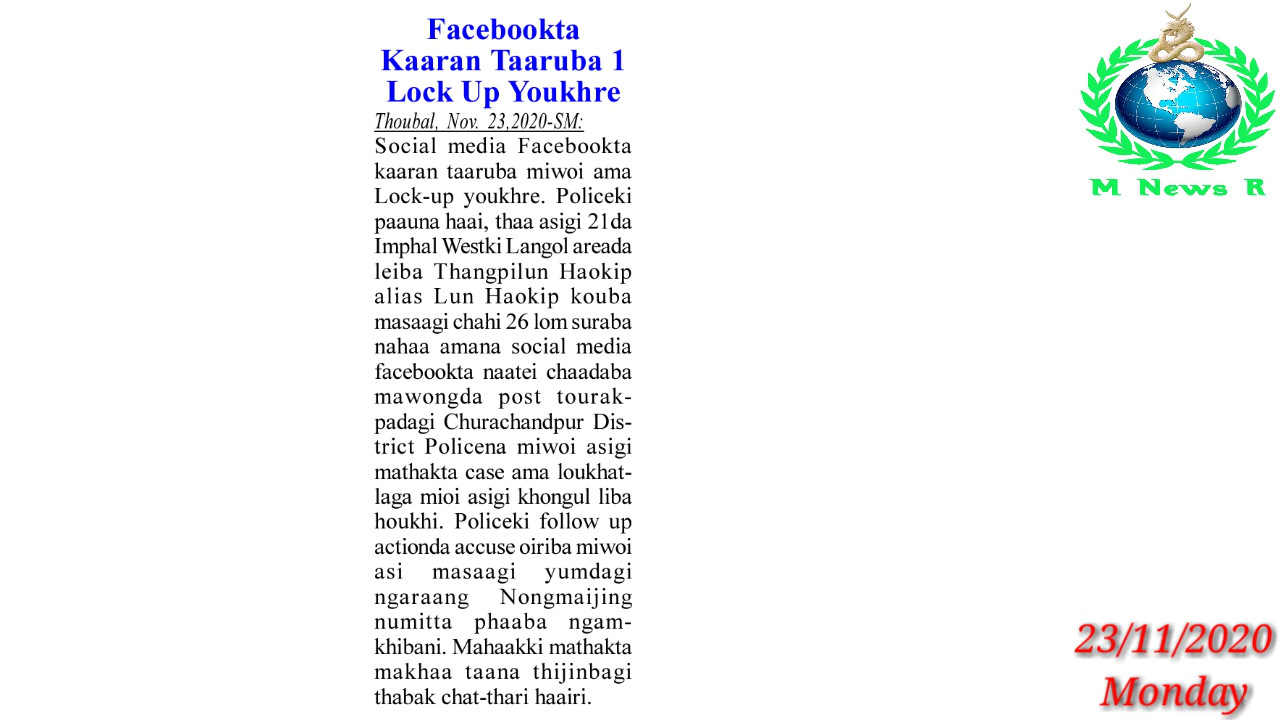 Facebookta
Kaaran Taaruba 1
Lock Up Youkhre
Thoubal, Nov. 23,2020-SM:
Social media Facebookta
kaaran taaruba miwoi ama
Lock-up youkhre. Policeki
paauna haai, thaa asigi 21da
Imphal Westki Langol areada
leiba Thangpilun Haokip
alias Lun Haokip kouba
masaagi chahi 26 lom suraba
nahaa amana social media
facebookta naatei chaadaba
mawongda post tourak-
padagi Churachandpur Dis-
trict Policena miwoi asigi
mathakta case ama loukhat-
laga mioi asigi khongul liba
houkhi. Policeki follow up
actionda accuse oiriba miwoi
asi masaagi yumdagi
ngaraang Nongmaijing
numitta phaaba ngam-
khibani. Mahaakki mathakta
makhaa taana thijinbagi
thabak chat-thari haairi.
M News R
23/11/2020
Monday